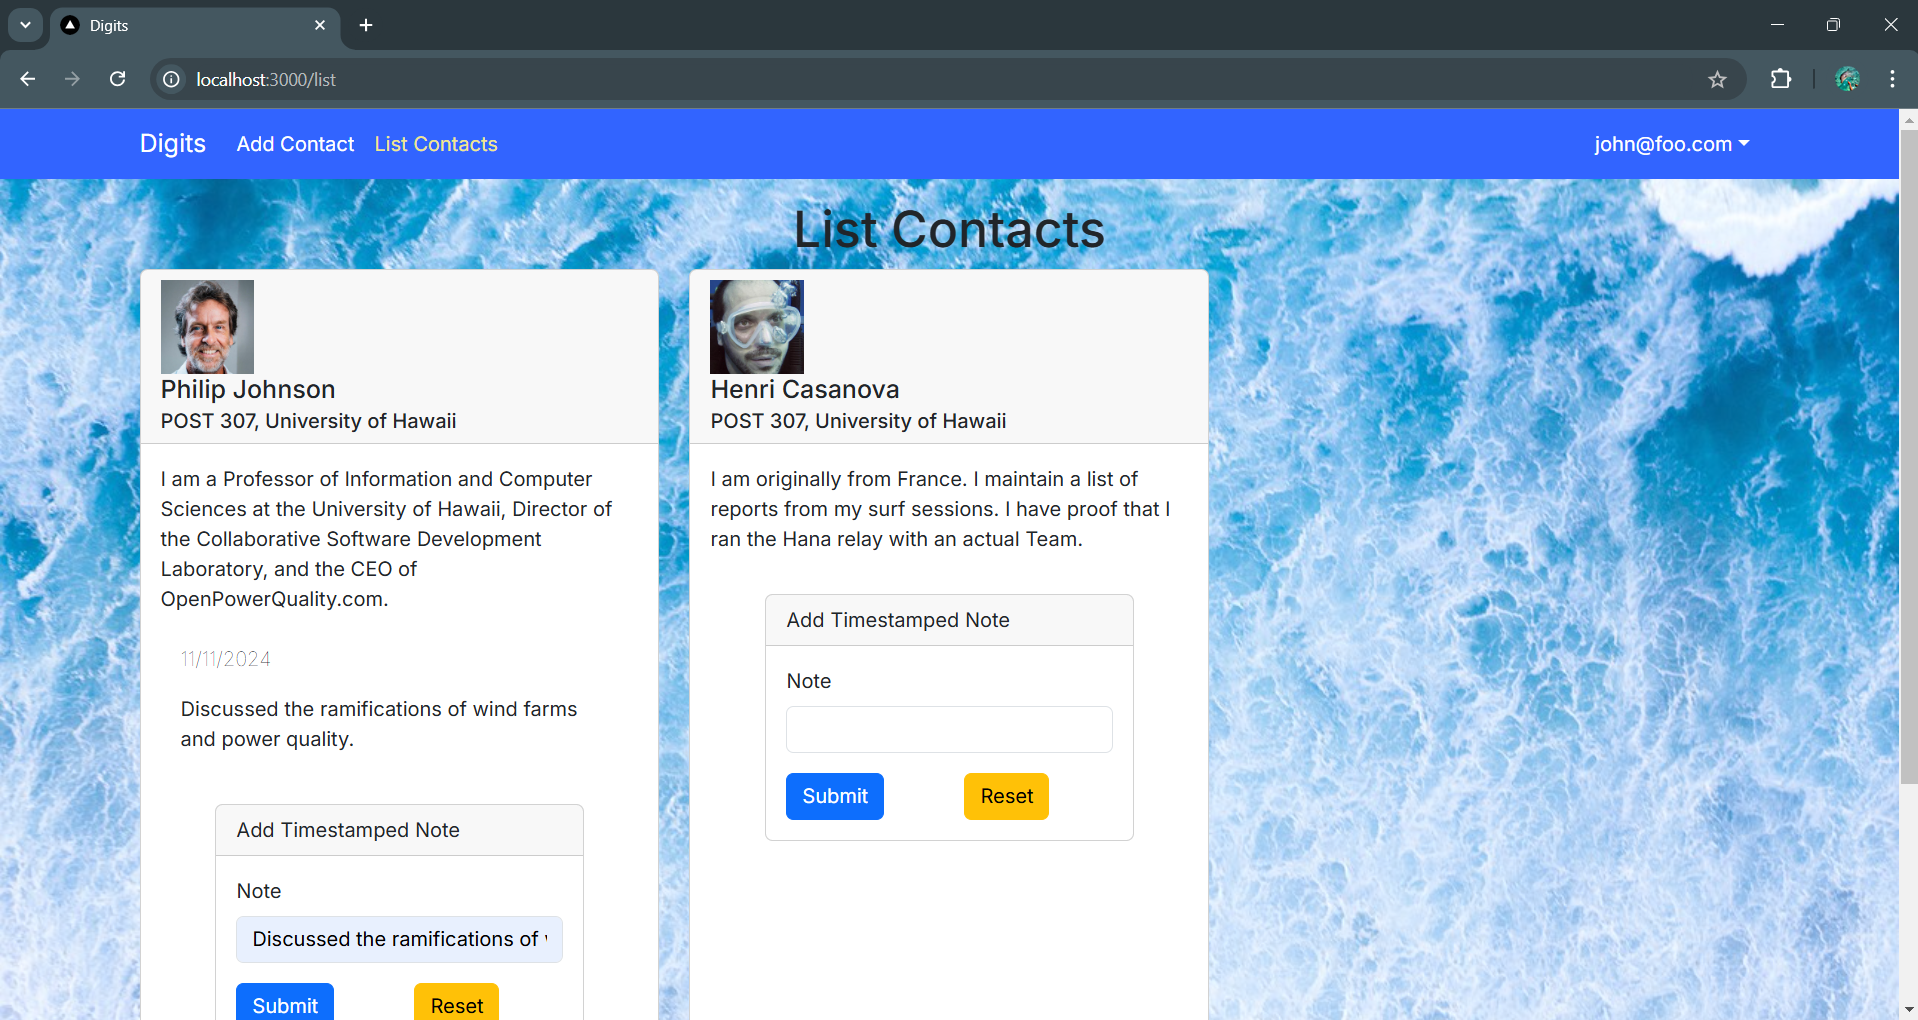 Digits
localhost:3000/list
Digits Add Contact List Contacts john@foo.com
List Contacts
Philip Johnson
POST 307, University of Hawaii
I am a Professor of Information and Computer
Sciences at the University of Hawaii, Director of
the Collaborative Software Development
Laboratory, and the CEO of
OpenPowerQuality.com.
11/11/2024
Discussed the ramifications of wind farms
and power quality.
Add Timestamped Note
Note
Discussed the ramifications of
Submit Reset
Henri Casanova
POST 307, University of Hawaii
I am originally from France. I maintain a list of
reports from my surf sessions. I have proof that I
ran the Hana relay with an actual Team.
Add Timestamped Note
Note
Submit Reset